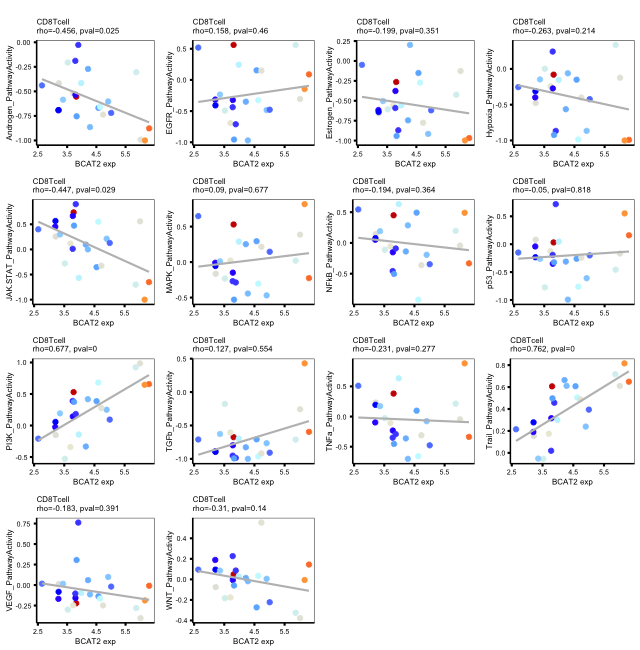 CD8Tcell
rho=-0.456, pval=0.025
Androgen_PathwayActivity
0.00
-0.25
-0.50
-0.75
-1.00
2.5 3.5 4.5 5.5
BCAT2 exp
CD8Tcell
rho=0.158, pval=0.46
EGFR_PathwayActivity
0.5
0.0
-0.5
-1.0
2.5 3.5 4.5 5.5
BCAT2 exp
CD8Tcell
rho=-0.199, pval=0.351
Estrogen_PathwayActivity
0.25
0.00
-0.25
-0.50
-0.75
-1.00
2.5 3.5 4.5 5.5
BCAT2 exp
CD8Tcell
rho=-0.263, pval=0.214
Hypoxia_PathwayActivity
0.0
-0.5
-1.0
2.5 3.5 4.5 5.5
BCAT2 exp
CD8Tcell
rho=-0.447, pval=0.029
JAK.STAT_PathwayActivity
1.0
0.5
0.0
-0.5
-1.0
2.5 3.5 4.5 5.5
BCAT2 exp
CD8Tcell
rho=0.09, pval=0.677
MAPK_PathwayActivity
0.5
0.0
-0.5
2.5 3.5 4.5 5.5
BCAT2 exp
CD8Tcell
rho=-0.194, pval=0.364
NFkB_PathwayActivity
0.5
0.0
-0.5
2.5 3.5 4.5 5.5
BCAT2 exp
CD8Tcell
rho=-0.05, pval=0.818
p53_PathwayActivity
0.5
0.0
-0.5
-1.0
2.5 3.5 4.5 5.5
BCAT2 exp
CD8Tcell
rho=0.677, pval=0
PI3K_PathwayActivity
1.0
0.5
0.0
-0.5
2.5 3.5 4.5 5.5
BCAT2 exp
CD8Tcell
rho=0.127, pval=0.554
TGFb_PathwayActivity
0.5
0.0
-0.5
-1.0
2.5 3.5 4.5 5.5
BCAT2 exp
CD8Tcell
rho=-0.231, pval=0.277
TNFa_PathwayActivity
0.5
0.0
-0.5
2.5 3.5 4.5 5.5
BCAT2 exp
CD8Tcell
rho=0.762, pval=0
Trail_PathwayActivity
0.8
0.6
0.4
0.2
0.0
2.5 3.5 4.5 5.5
BCAT2 exp
CD8Tcell
rho=-0.183, pval=0.391
VEGF_PathwayActivity
0.75
0.50
0.25
0.00
-0.25
2.5 3.5 4.5 5.5
BCAT2 exp
CD8Tcell
rho=-0.31, pval=0.14
WNT_PathwayActivity
0.6
0.4
0.2
0.0
-0.2
-0.4
2.5 3.5 4.5 5.5
BCAT2 exp